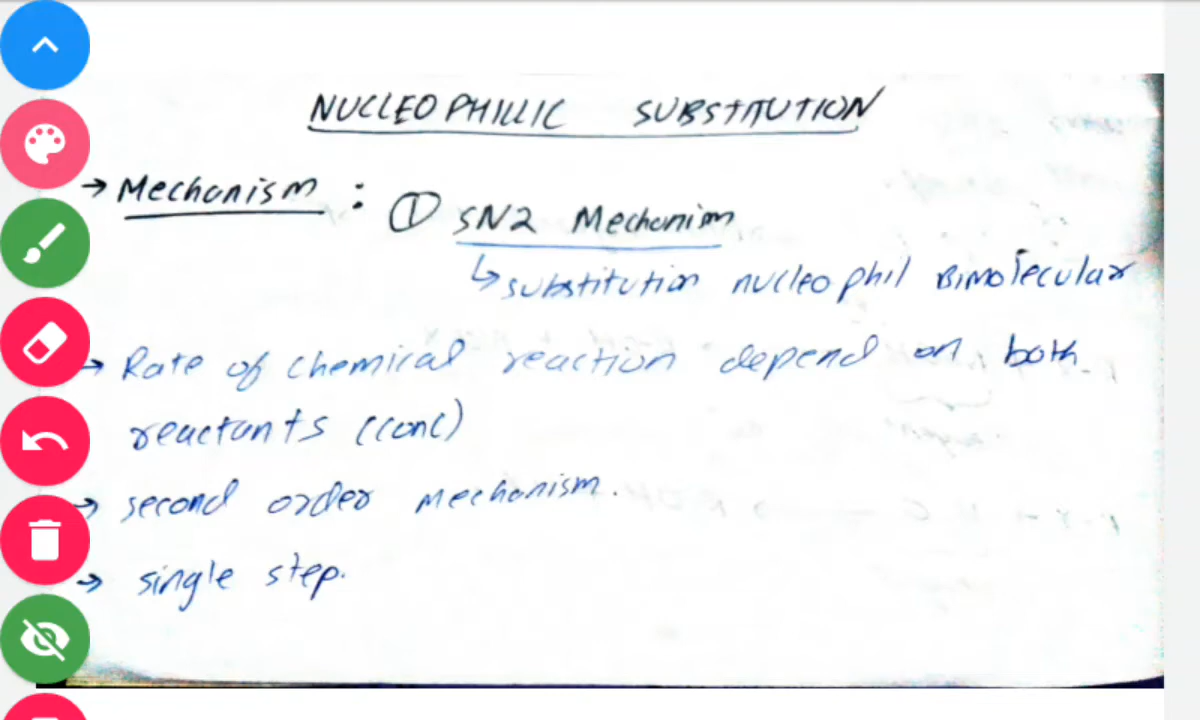 NUCLEOPHILLIC SUBSTITUTION
→ Mechanism : ① SN2 Mechanism
↳ substitution nucleophil Bimolecular
→ Rate of chemical reaction depend on both
reactants (conc)
→ second order mechanism.
→ single step.